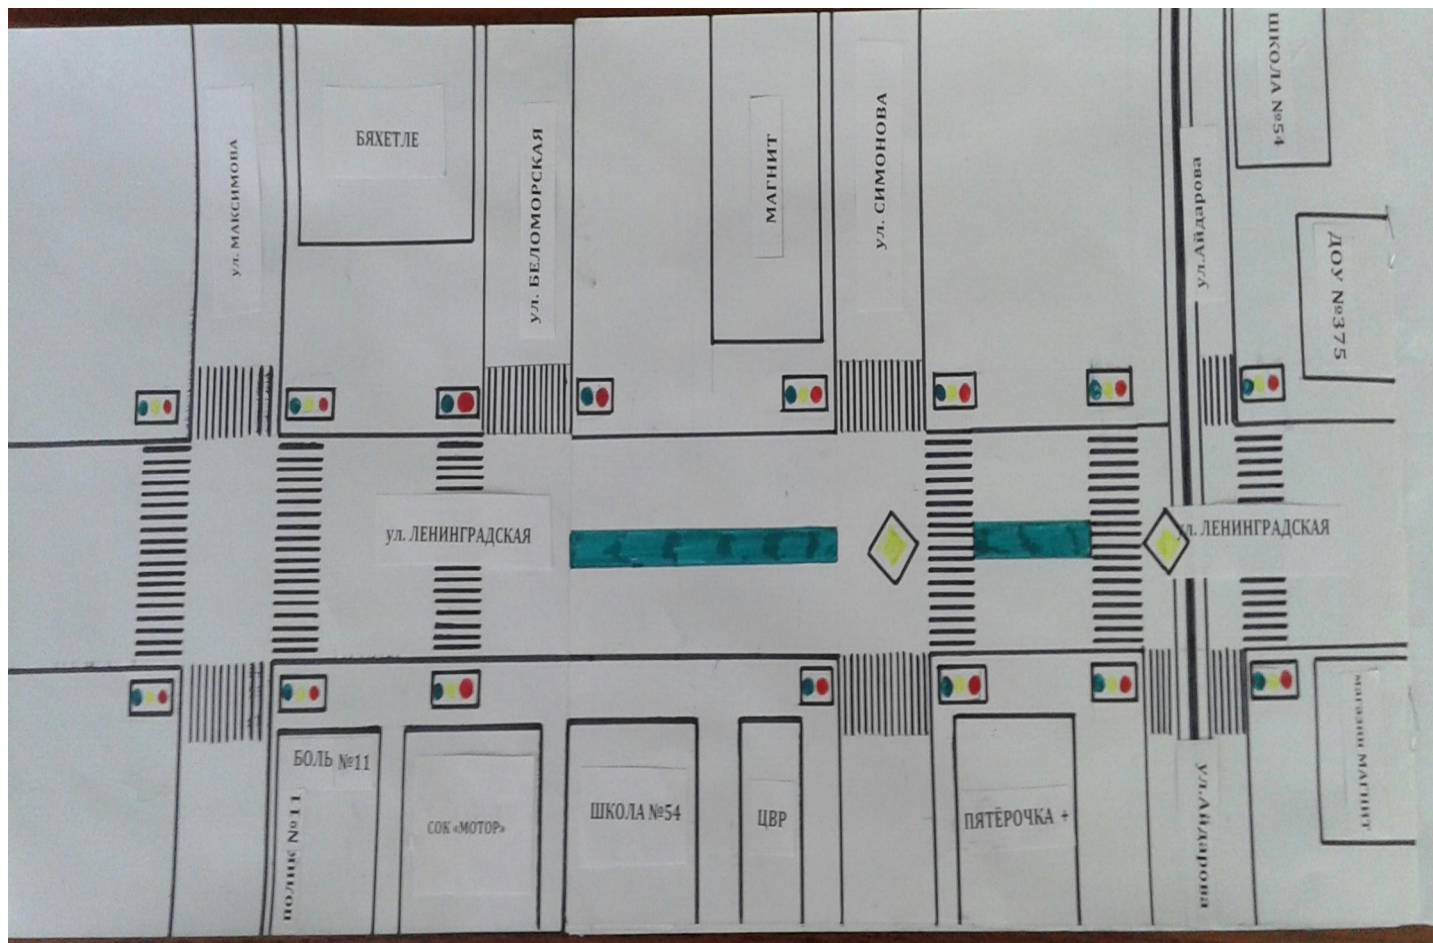 ул. МАКСИМОВА
БЯХЕТЛЕ
ул. БЕЛОМОРСКАЯ
МАГНИТ
ул. СИМОНОВА
ул.Айдарова
ШКОЛА №54
ДОУ №375
ул. ЛЕНИНГРАДСКАЯ
ул. ЛЕНИНГРАДСКАЯ
БОЛЬ №11
полик №11
СОК «МОТОР»
ШКОЛА №54
ЦВР
ПЯТЁРОЧКА +
ул.Айдарова
магазин МАГНИТ